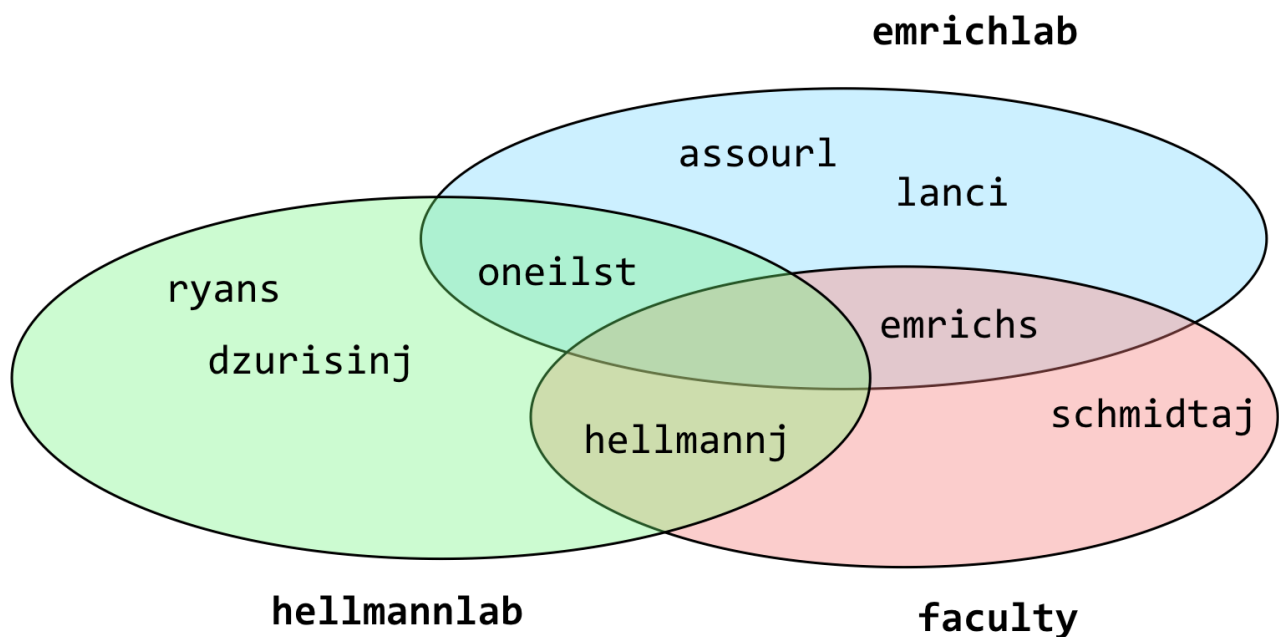 emrichlab
assourl
lanci
oneilst
ryans
emrichs
dzurisinj
schmidtaj
hellmannj
hellmannlab
faculty